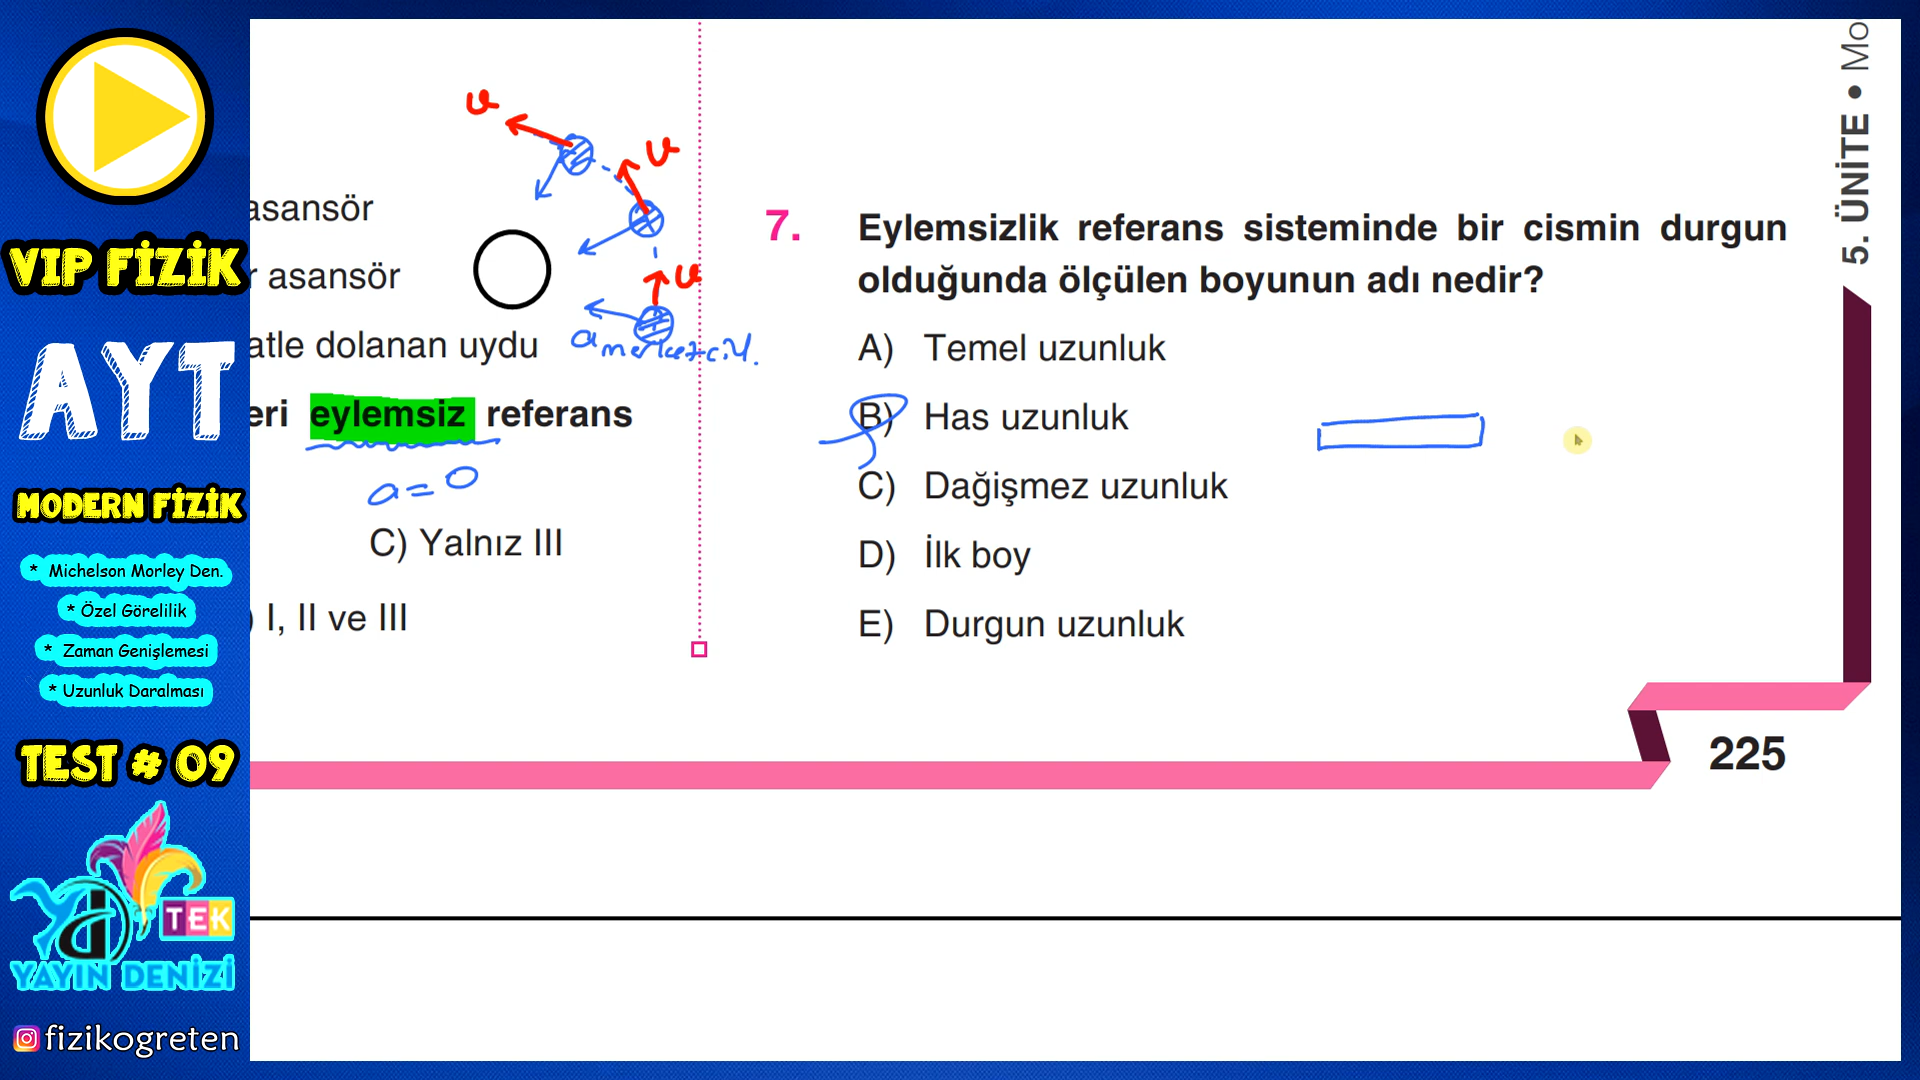 VIP FİZİK
AYT
MODERN FİZİK
* Michelson Morley Den.
* Özel Görelilik
* Zaman Genişlemesi
* Uzunluk Daralması
TEST # 09
TEK
YAYIN DENİZİ
fizikogreten
asansör
r asansör
atle dolanan uydu
eri eylemsiz referans
a = 0
C) Yalnız III
) I, II ve III
v
v
v
a merkezcil.
7. Eylemsizlik referans sisteminde bir cismin durgun
olduğunda ölçülen boyunun adı nedir?
A) Temel uzunluk
B) Has uzunluk
C) Dağişmez uzunluk
D) İlk boy
E) Durgun uzunluk
5. ÜNİTE • Mo
225